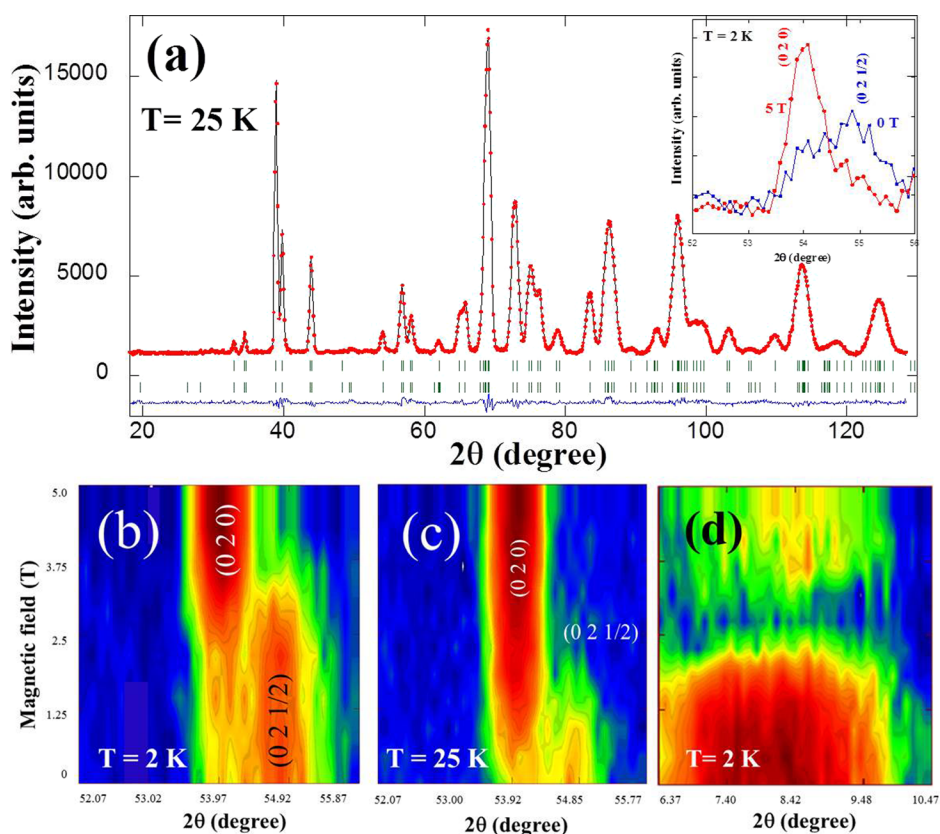 (a)
T= 25 K
Intensity (arb. units)
15000
10000
5000
0
20 40 60 80 100 120
2θ (degree)
T = 2 K
(0 2 0)
(0 2 1/2)
5 T
0 T
Intensity (arb. units)
52 53 54 55 56
2θ (degree)
(b)
(0 2 0)
(0 2 1/2)
T = 2 K
Magnetic field (T)
5.0
3.75
2.5
1.25
0
52.07 53.02 53.97 54.92 55.87
2θ (degree)
(c)
(0 2 0)
(0 2 1/2)
T = 25 K
52.07 53.00 53.92 54.85 55.77
2θ (degree)
(d)
T= 2 K
6.37 7.40 8.42 9.48 10.47
2θ (degree)